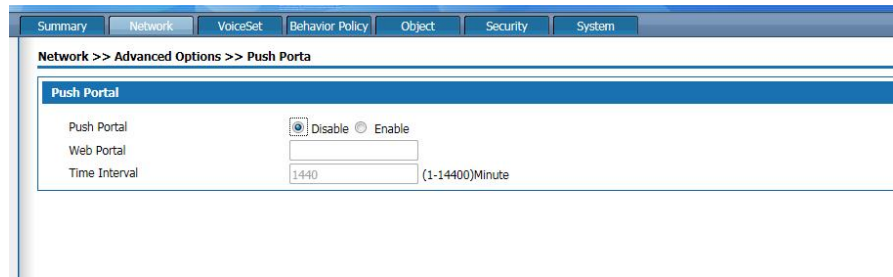 Summary Network VoiceSet Behavior Policy Object Security System
Network >> Advanced Options >> Push Porta
Push Portal
Push Portal Disable Enable
Web Portal
Time Interval 1440 (1-14400)Minute